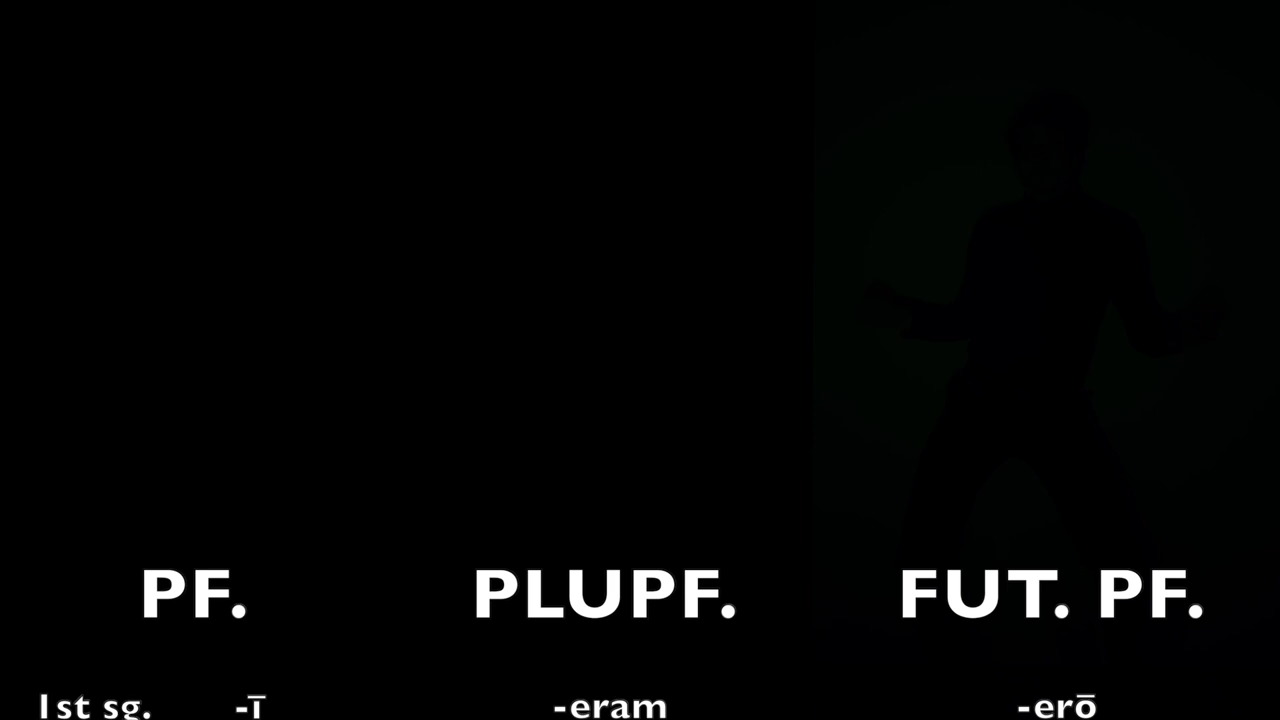 PF. PLUPF. FUT. PF.
1st sg. -ī -eram -erō